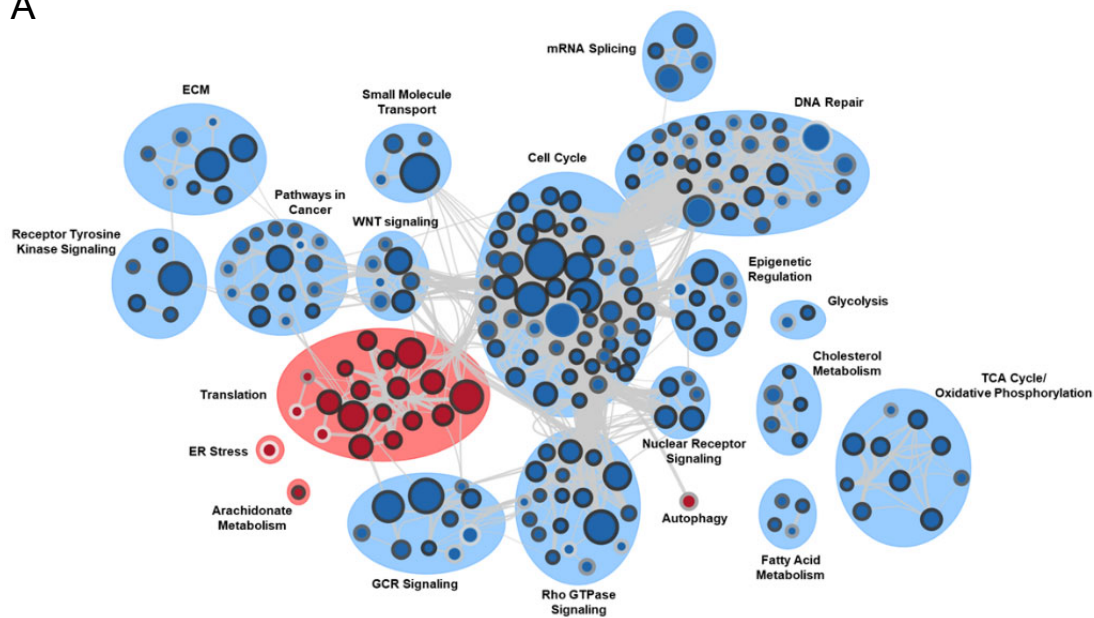 A
mRNA Splicing
ECM
Small Molecule
Transport
DNA Repair
Cell Cycle
Pathways in
Cancer
WNT signaling
Receptor Tyrosine
Kinase Signaling
Epigenetic
Regulation
Glycolysis
Cholesterol
Metabolism
TCA Cycle/
Oxidative Phosphorylation
Translation
ER Stress
Nuclear Receptor
Signaling
Arachidonate
Metabolism
Autophagy
GCR Signaling
Rho GTPase
Signaling
Fatty Acid
Metabolism